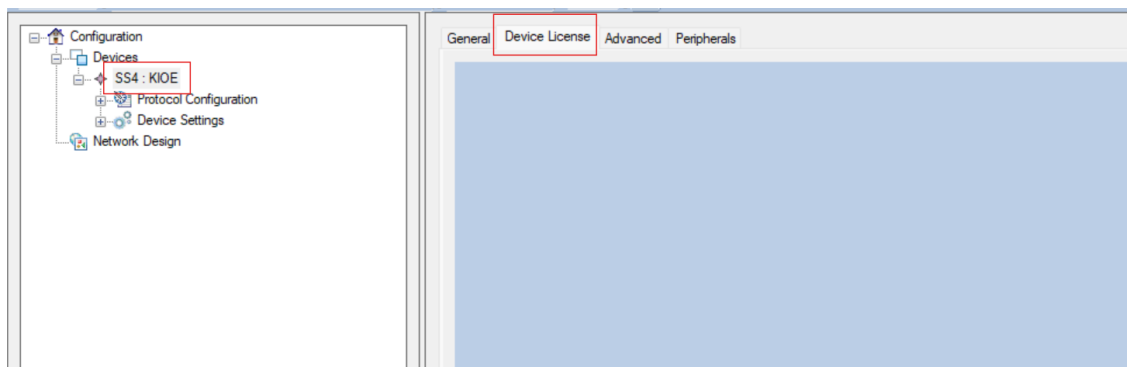 Configuration
Devices
SS4 : KIOE
Protocol Configuration
Device Settings
Network Design
General Device License Advanced Peripherals